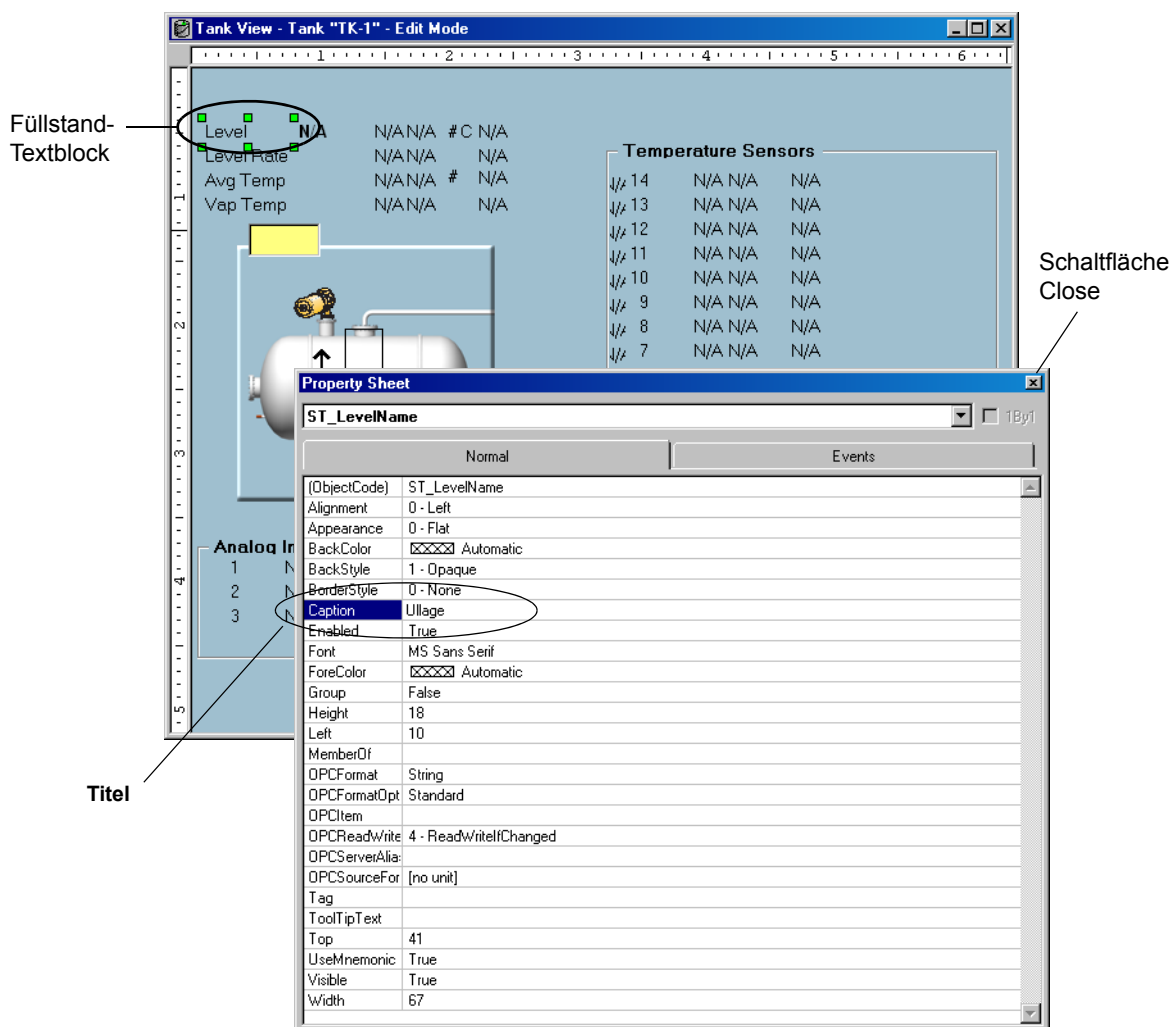 Tank View - Tank "TK-1" - Edit Mode
1 2 3 4 5 6
Füllstand-
Textblock
Level N/A N/A N/A # C N/A
Level Rate N/A N/A N/A
Avg Temp N/A N/A # N/A
Vap Temp N/A N/A N/A
Temperature Sensors
14 N/A N/A N/A
13 N/A N/A N/A
12 N/A N/A N/A
11 N/A N/A N/A
10 N/A N/A N/A
9 N/A N/A N/A
8 N/A N/A N/A
7 N/A N/A N/A
1
2
3
4
5
Schaltfläche
Close
Analog In
1 N
2 N
3 N
Titel
Property Sheet
ST_LevelName
1By1
Normal Events
(ObjectCode) ST_LevelName
Alignment 0 - Left
Appearance 0 - Flat
BackColor Automatic
BackStyle 1 - Opaque
BorderStyle 0 - None
Caption Ullage
Enabled True
Font MS Sans Serif
ForeColor Automatic
Group False
Height 18
Left 10
MemberOf
OPCFormat String
OPCFormatOpt Standard
OPCItem
OPCReadWrite 4 - ReadWriteIfChanged
OPCServerAlia
OPCSourceFor [no unit]
Tag
ToolTipText
Top 41
UseMnemonic True
Visible True
Width 67